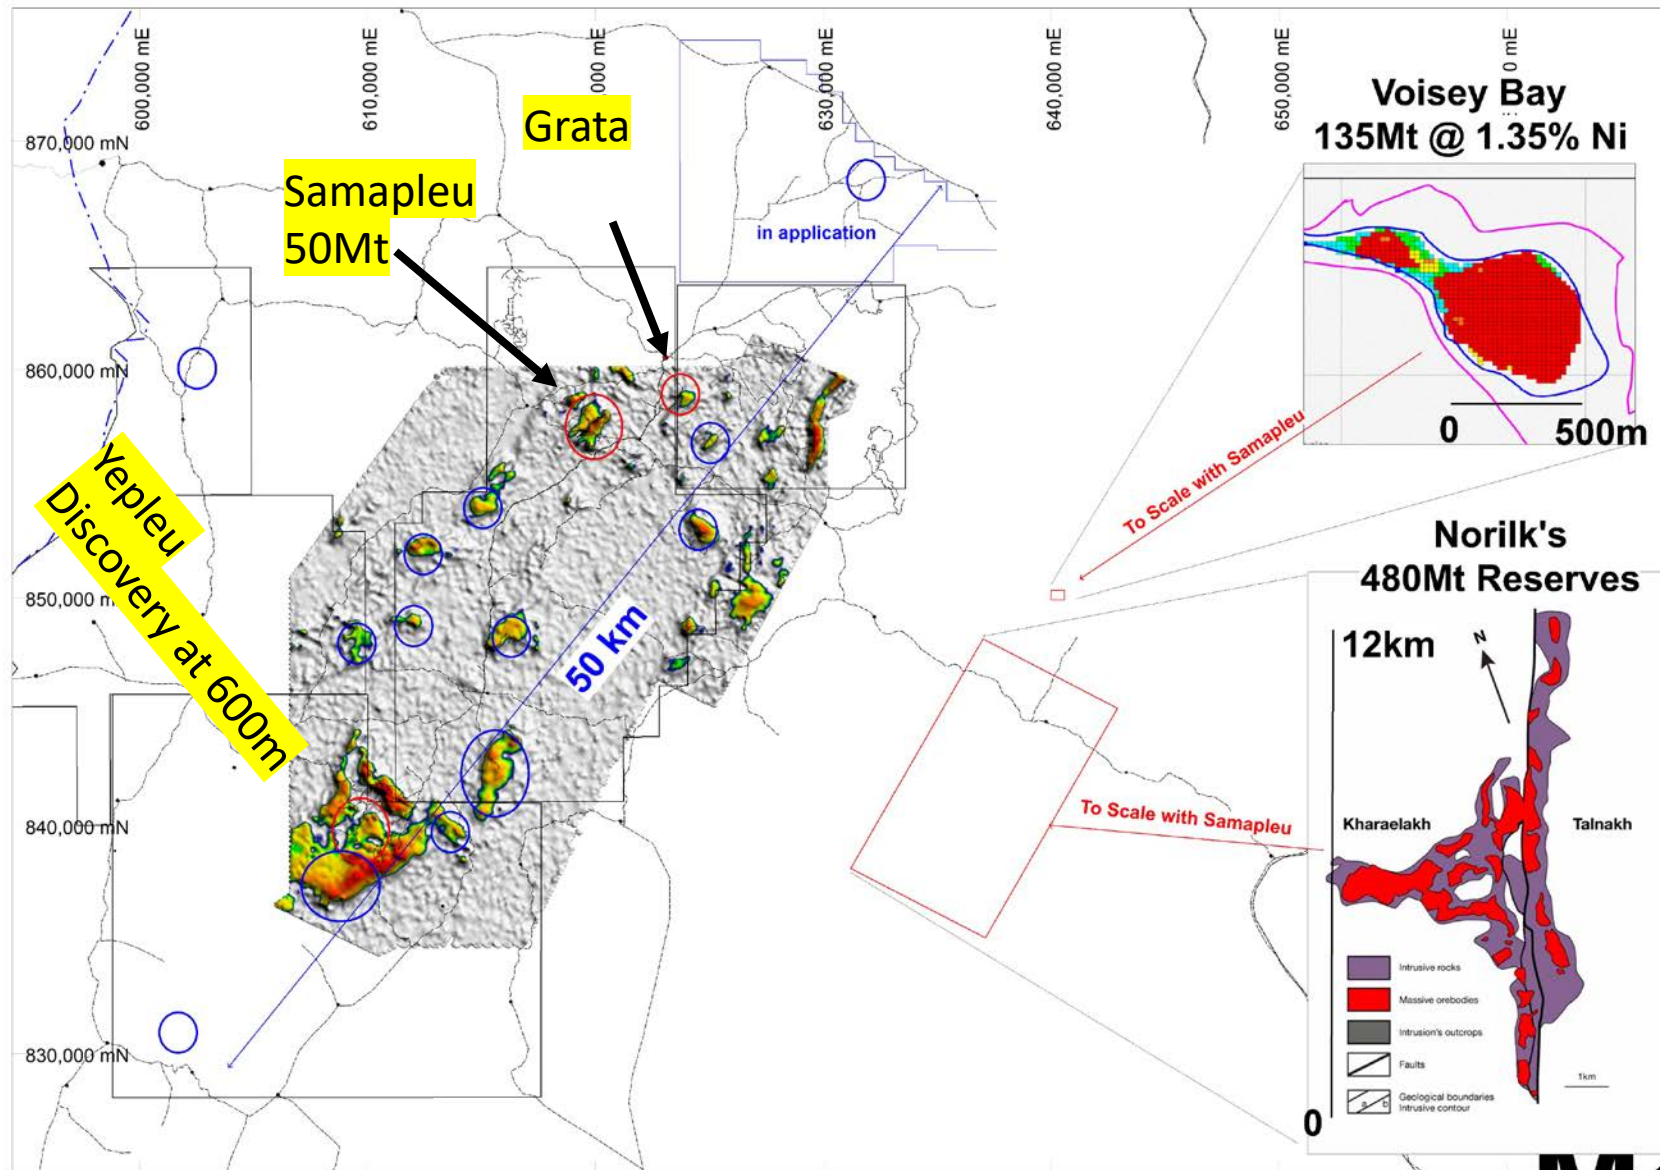 600,000 mE
610,000 mE
,000 mE
630,000 mE
640,000 mE
650,000 mE
0 mE
870,000 mN
860,000 mN
850,000 mN
840,000 mN
830,000 mN
Grata
Samapleu
50Mt
in application
Yepleu
Discovery at 600m
50 km
Voisey Bay
135Mt @ 1.35% Ni
0
500m
To Scale with Samapleu
Norilk's
480Mt Reserves
12km
N
Kharaelakh
Talnakh
To Scale with Samapleu
Intrusive rocks
Massive orebodies
Intrusion's outcrops
Faults
a
b
Geological boundaries
Intrusive contour
1km
0